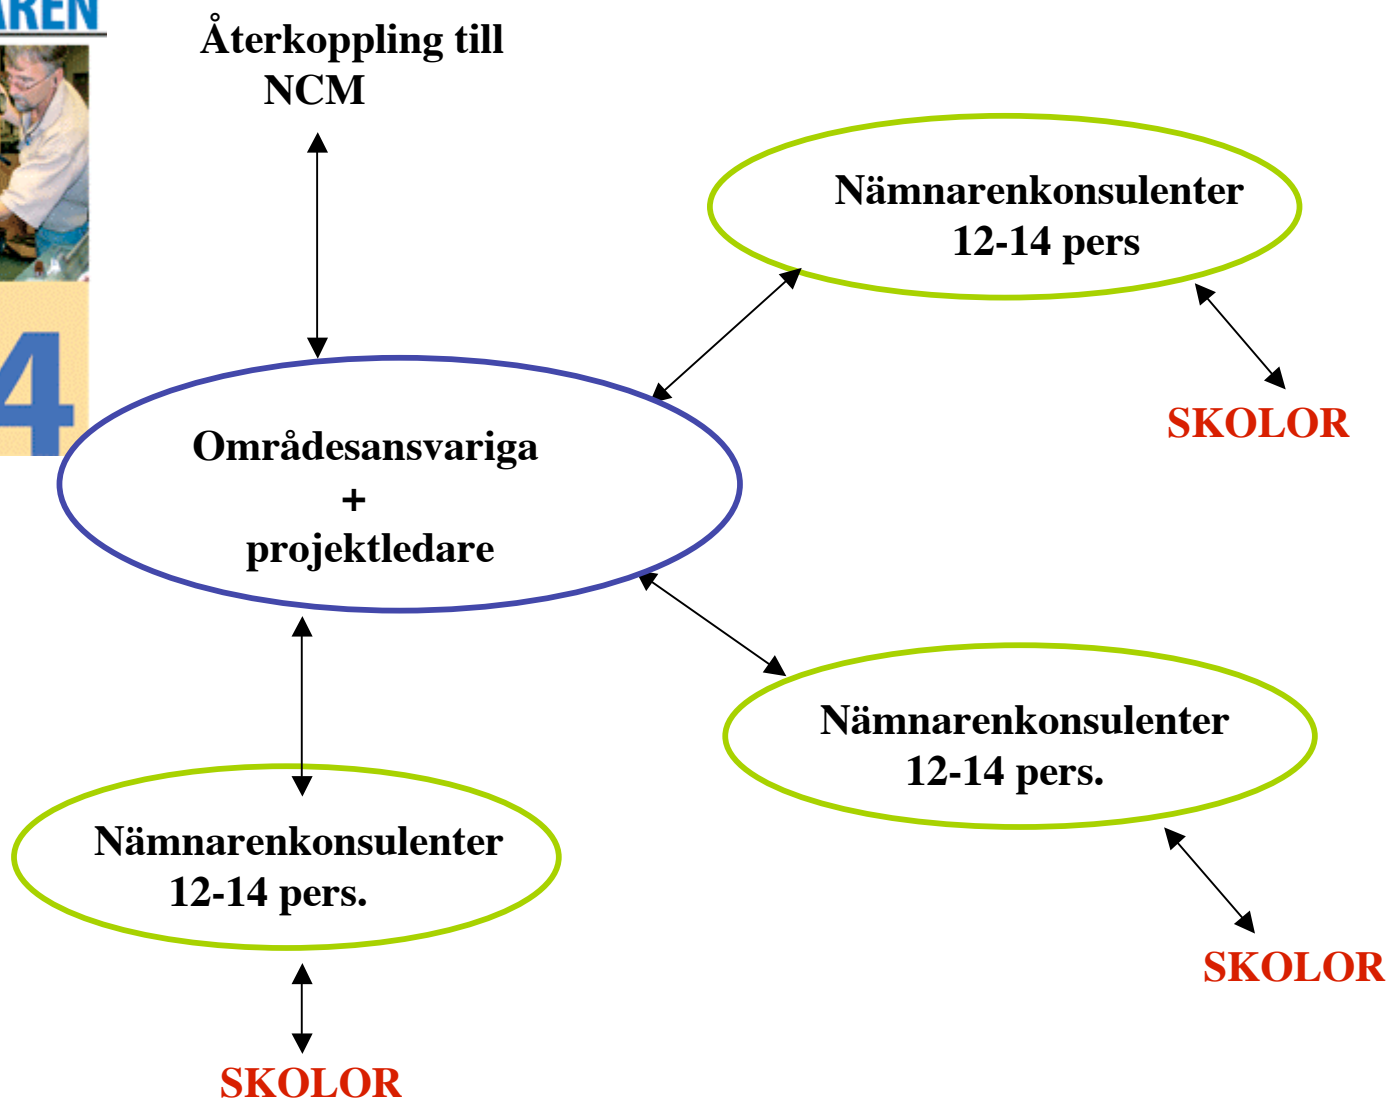 Återkoppling till
NCM
Nämnarenkonsulenter
12-14 pers
SKOLOR
4
Områdesansvariga
+
projektledare
Nämnarenkonsulenter
12-14 pers.
SKOLOR
Nämnarenkonsulenter
12-14 pers.
SKOLOR